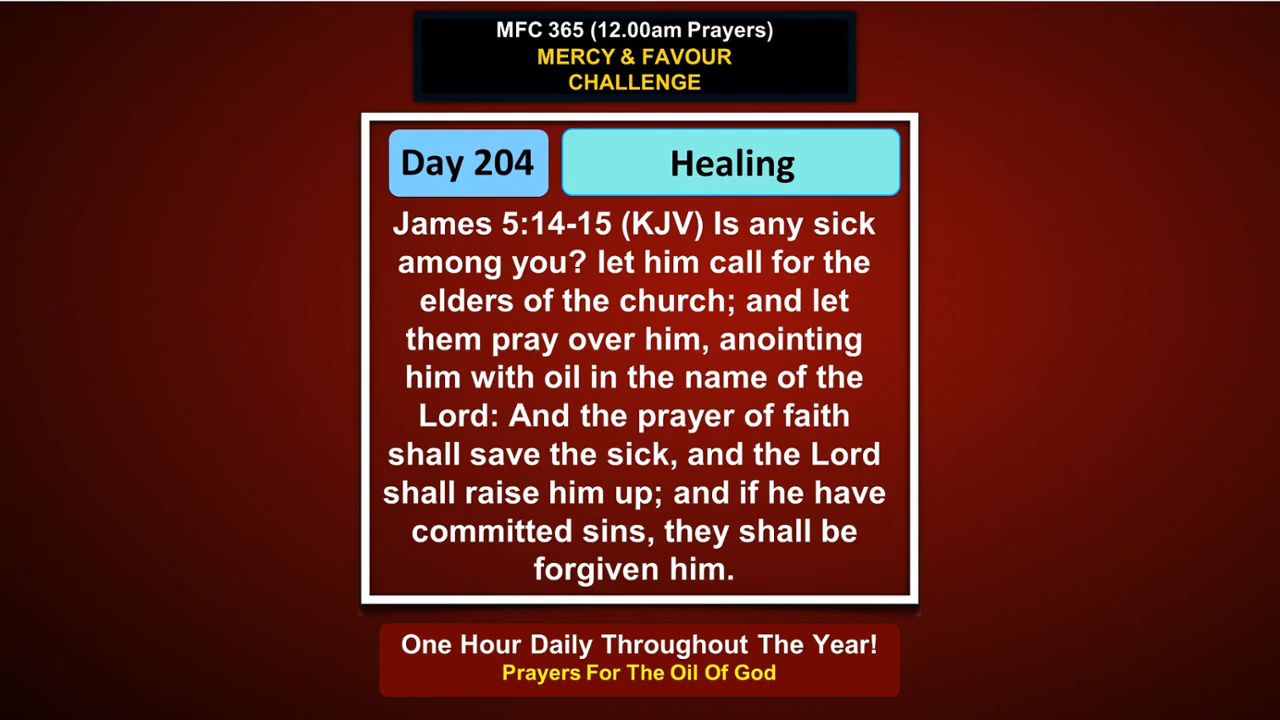 MFC 365 (12.00am Prayers)
MERCY & FAVOUR
CHALLENGE
Day 204
Healing
James 5:14-15 (KJV) Is any sick
among you? let him call for the
elders of the church; and let
them pray over him, anointing
him with oil in the name of the
Lord: And the prayer of faith
shall save the sick, and the Lord
shall raise him up; and if he have
committed sins, they shall be
forgiven him.
One Hour Daily Throughout The Year!
Prayers For The Oil Of God